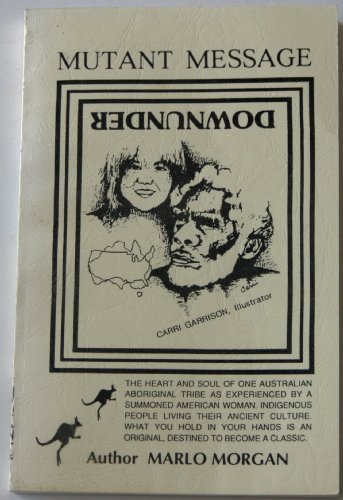 MUTANT MESSAGE
DOWNUNDER
Carri
CARRI GARRISON, Illustrator
THE HEART AND SOUL OF ONE AUSTRALIAN
ABORIGINAL TRIBE AS EXPERIENCED BY A
SUMMONED AMERICAN WOMAN. INDIGENOUS
PEOPLE LIVING THEIR ANCIENT CULTURE.
WHAT YOU HOLD IN YOUR HANDS IS AN
ORIGINAL, DESTINED TO BECOME A CLASSIC.
Author MARLO MORGAN